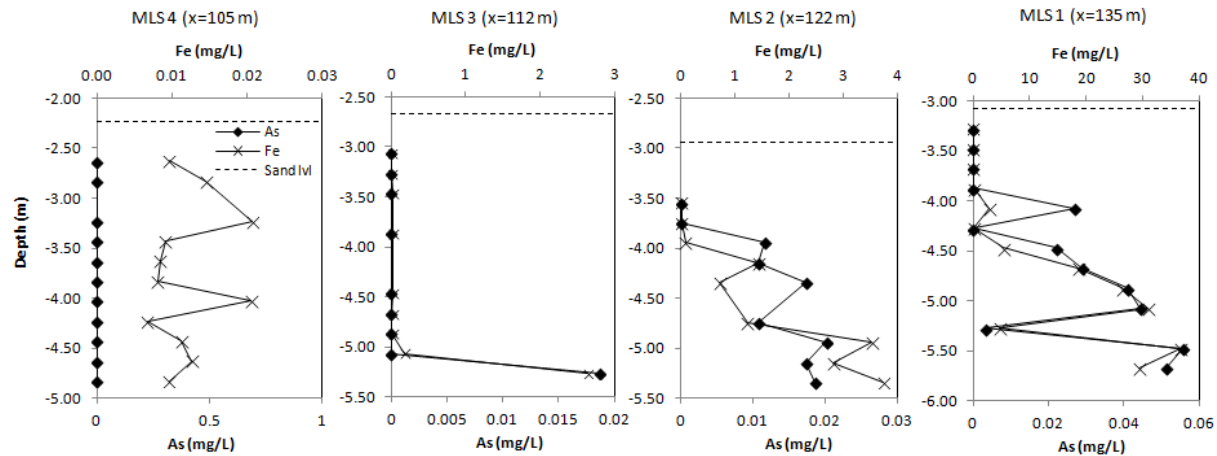 MLS 4 (x=105 m)
Fe (mg/L)
0.00 0.01 0.02 0.03
Depth (m)
-2.00
-2.50
-3.00
-3.50
-4.00
-4.50
-5.00
As
Fe
Sand lvl
0 0.5 1
As (mg/L)
MLS 3 (x=112 m)
Fe (mg/L)
0 1 2 3
-2.50
-3.00
-3.50
-4.00
-4.50
-5.00
-5.50
0 0.005 0.01 0.015 0.02
As (mg/L)
MLS 2 (x=122 m)
Fe (mg/L)
0 1 2 3 4
-2.50
-3.00
-3.50
-4.00
-4.50
-5.00
-5.50
0 0.01 0.02 0.03
As (mg/L)
MLS 1 (x=135 m)
Fe (mg/L)
0 10 20 30 40
-3.00
-3.50
-4.00
-4.50
-5.00
-5.50
-6.00
0 0.02 0.04 0.06
As (mg/L)